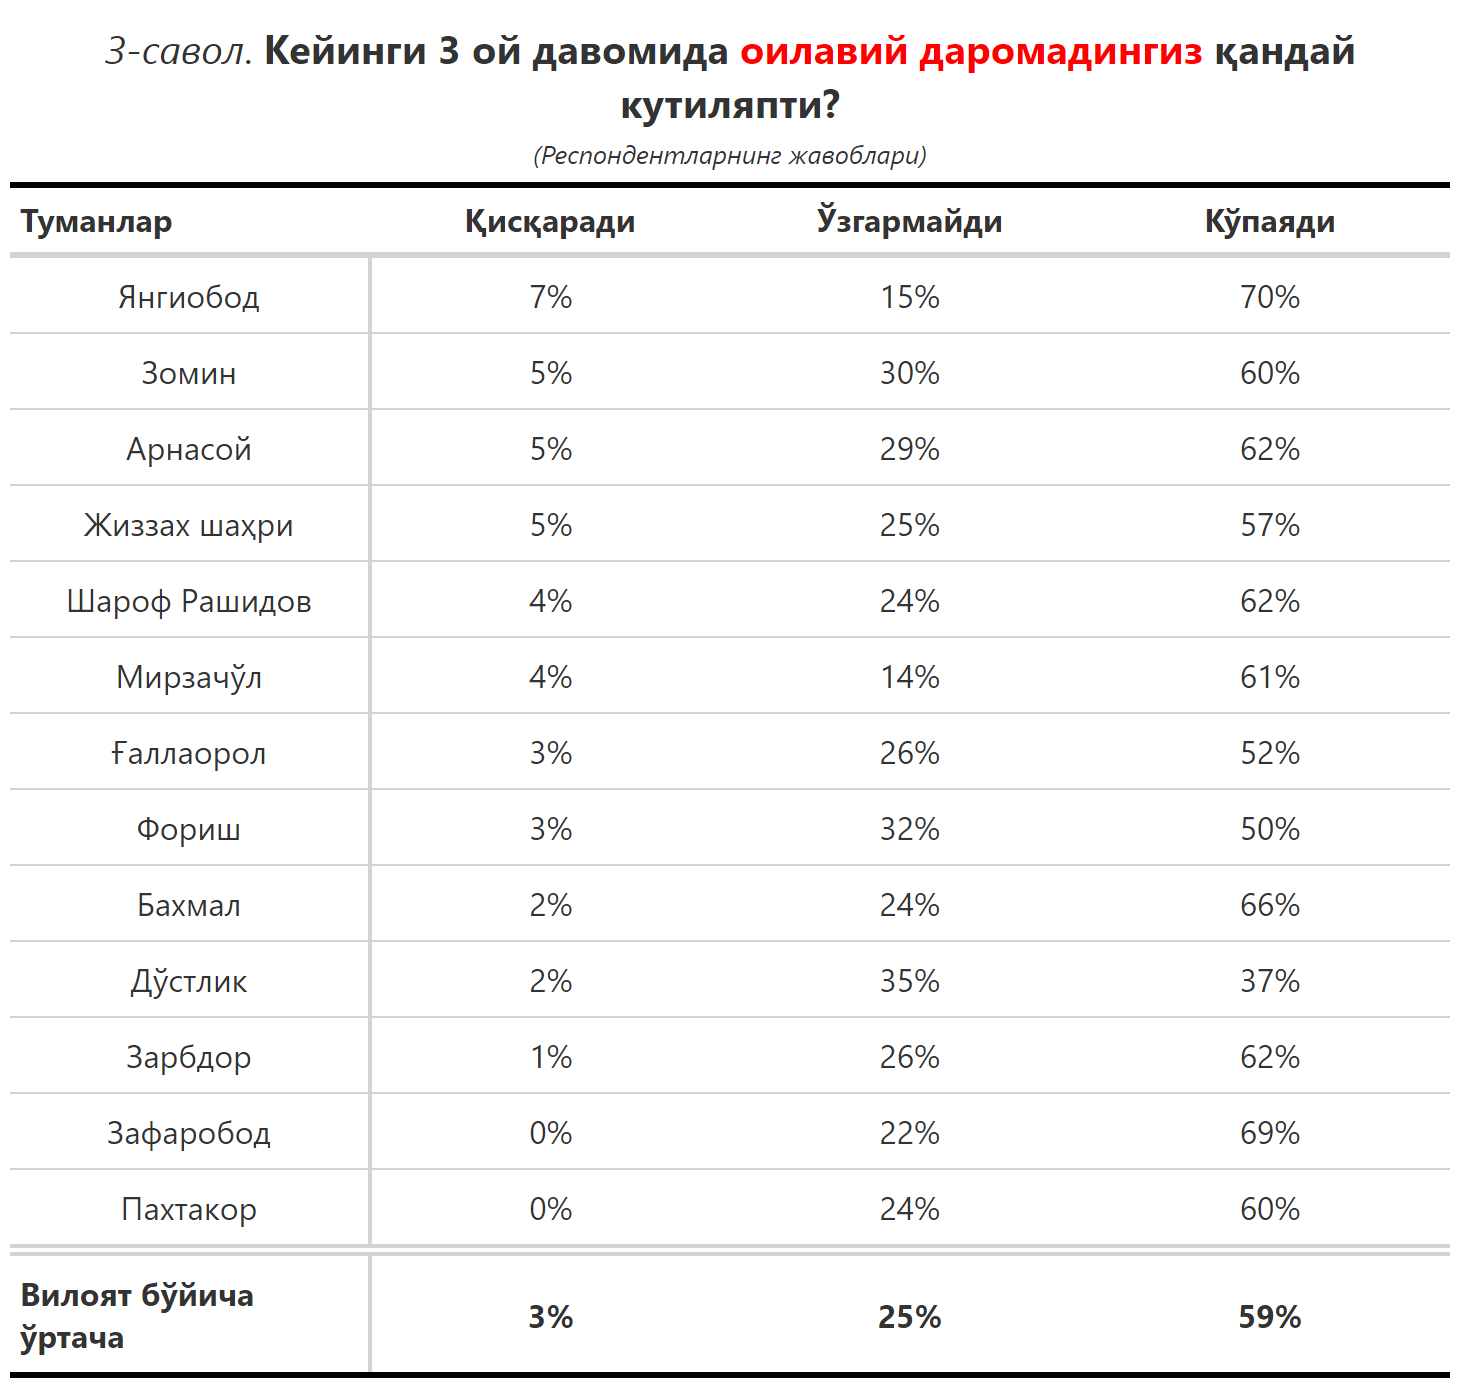 3-савол. Кейинги 3 ой давомида оилавий даромадингиз қандай
кутиляпти?
(Респондентларнинг жавоблари)
Туманлар Қисқаради Ўзгармайди Кўпаяди
Янгиобод 7% 15% 70%
Зомин 5% 30% 60%
Арнасой 5% 29% 62%
Жиззах шаҳри 5% 25% 57%
Шароф Рашидов 4% 24% 62%
Мирзачўл 4% 14% 61%
Ғаллаорол 3% 26% 52%
Фориш 3% 32% 50%
Бахмал 2% 24% 66%
Дўстлик 2% 35% 37%
Зарбдор 1% 26% 62%
Зафаробод 0% 22% 69%
Пахтакор 0% 24% 60%
Вилоят бўйича
ўртача 3% 25% 59%